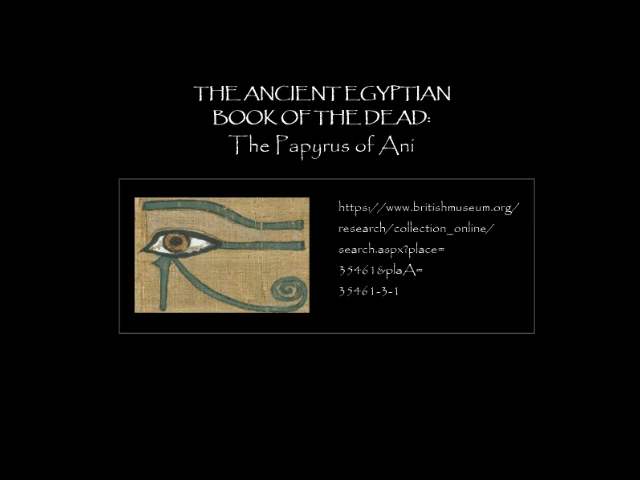 THE ANCIENT EGYPTIAN
BOOK OF THE DEAD:
The Papyrus of Ani
https://www.britishmuseum.org/
research/collection_online/
search.aspx?place=
35461&plaA=
35461-3-1